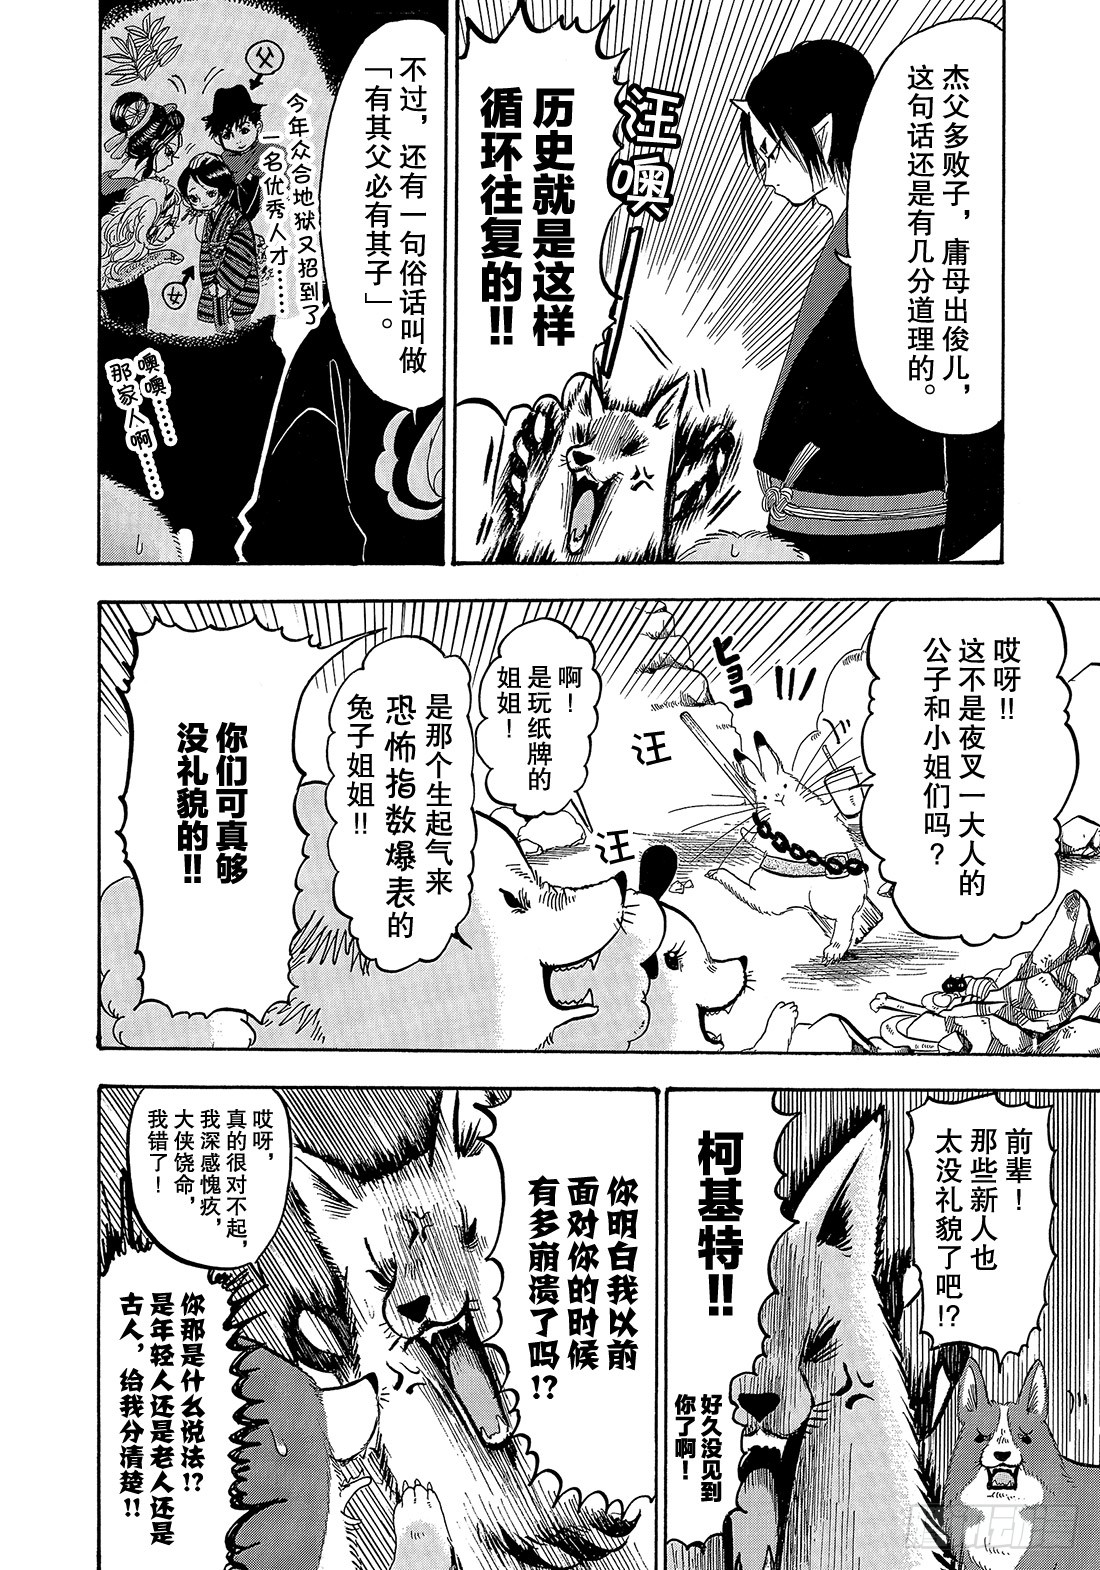 杰父多败子，庸母出俊儿，
这句话还是有几分道理的。
汪噢
历史就是这样
循环往复的!!
不过，还有一句俗话叫做
「有其父必有其子」。
父
女
今年众合地狱又招到了
一名优秀人才……
噢噢……
那家人啊……
哎呀!!
这不是夜叉一大人的
公子和小姐们吗？
ヒョコ
汪
汪
啊！
是玩纸牌的
姐姐！
是那个生起气来
恐怖指数爆表的
兔子姐姐!!
你们可真够
没礼貌的!!
前辈！
那些新人也
太没礼貌了吧!?
柯基特!!
好久没见到
你了啊！
你明白我以前
面对你的时候
有多崩溃了吗!?
哎呀，
真的很对不起，
我深感愧疚，
大侠饶命，
我错了！
你那是什么说法!?
是年轻人还是老人还是
古人，给我分清楚!!